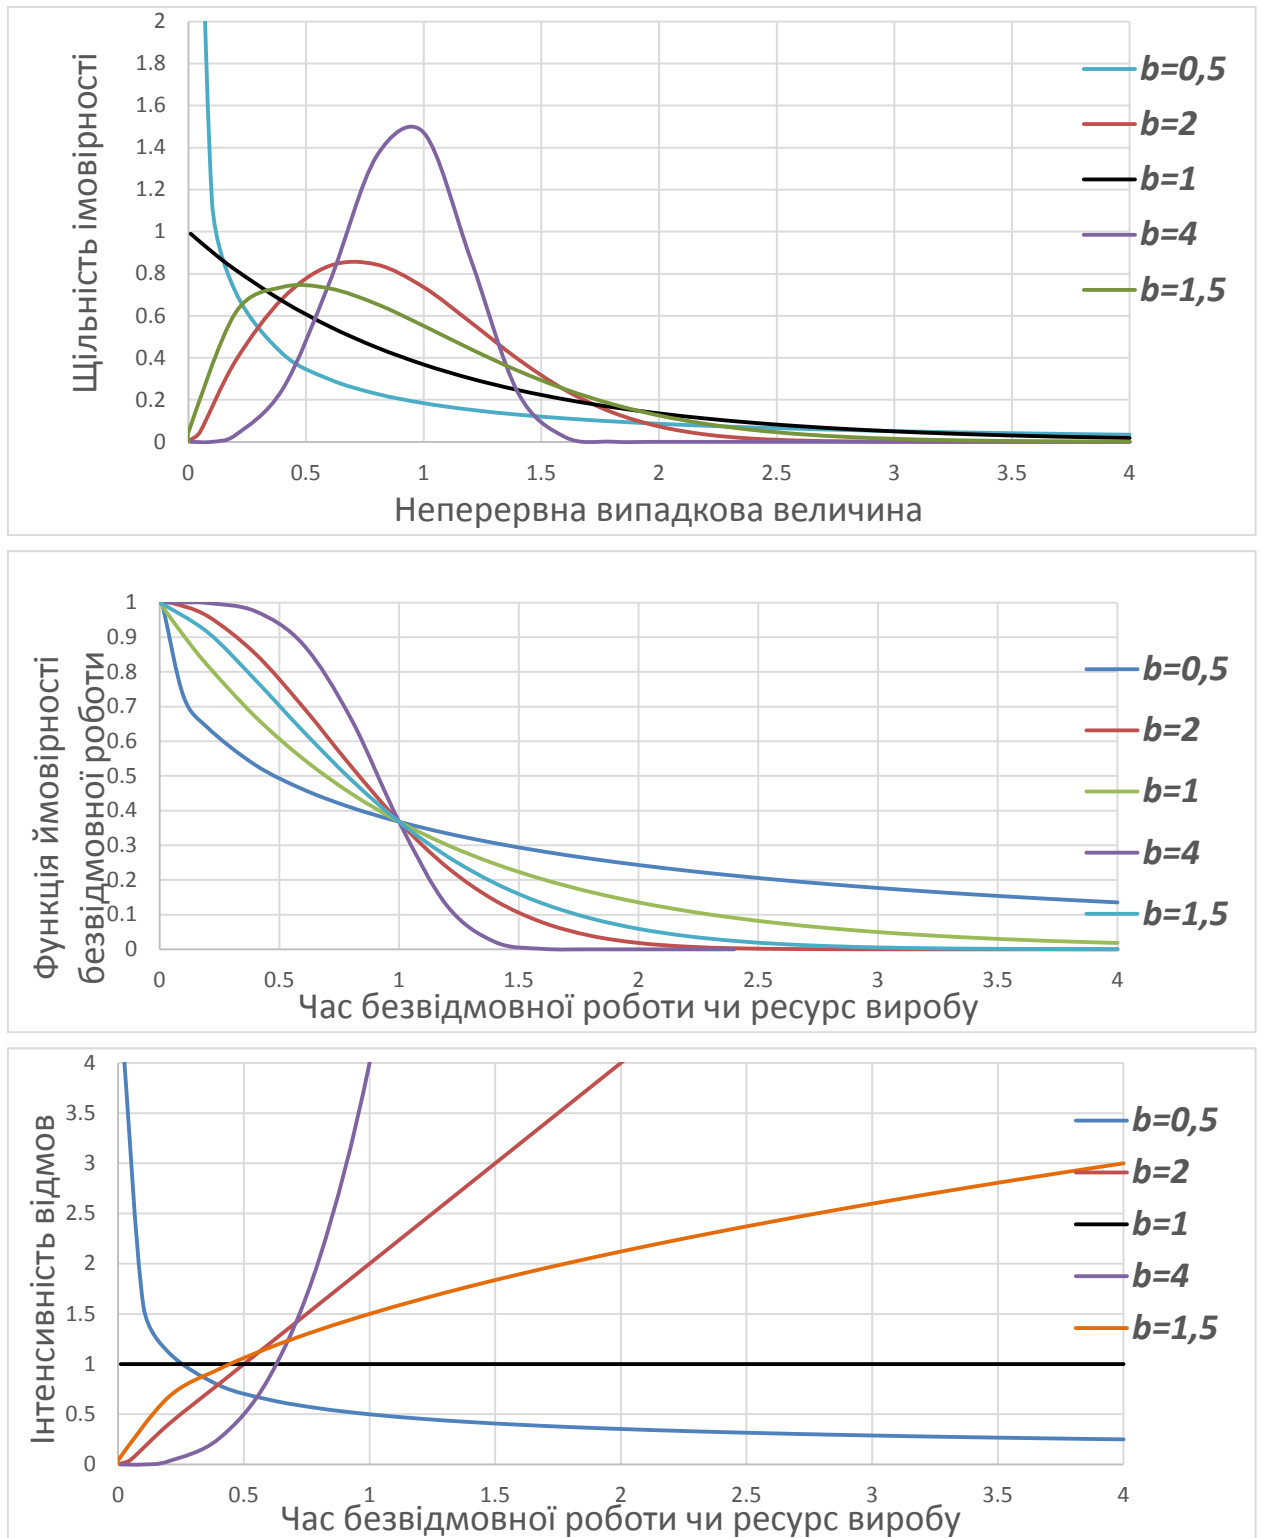 Щільність імовірності
2
1.8
1.6
1.4
1.2
1
0.8
0.6
0.4
0.2
0
0 0.5 1 1.5 2 2.5 3 3.5 4
Неперервна випадкова величина
b=0,5
b=2
b=1
b=4
b=1,5
Функція ймовірності
безвідмовної роботи
1
0.9
0.8
0.7
0.6
0.5
0.4
0.3
0.2
0.1
0
0 0.5 1 1.5 2 2.5 3 3.5 4
Час безвідмовної роботи чи ресурс виробу
b=0,5
b=2
b=1
b=4
b=1,5
Інтенсивність відмов
4
3.5
3
2.5
2
1.5
1
0.5
0
0 0.5 1 1.5 2 2.5 3 3.5 4
Час безвідмовної роботи чи ресурс виробу
b=0,5
b=2
b=1
b=4
b=1,5